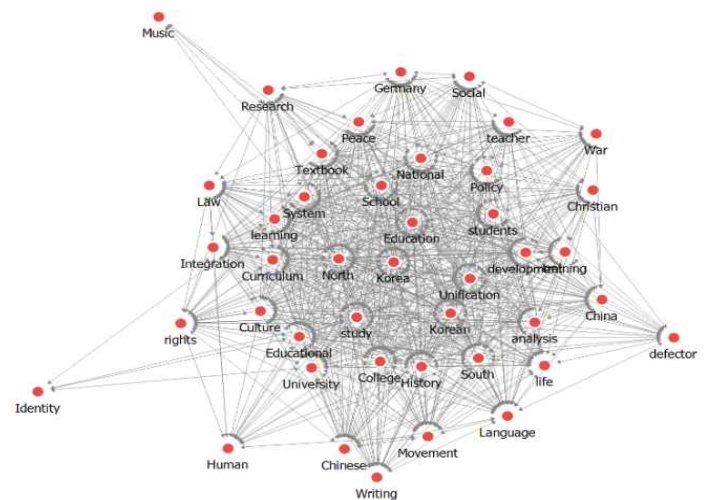 Music
Germany
Social
Research
Peace
teacher
War
Textbook
National
Policy
Law
System
School
Christian
learning
Education
students
Integration
Curriculum
North
Korea
development
training
Unification
China
Culture
study
Korean
rights
Educational
analysis
defector
University
College
History
South
life
Identity
Language
Human
Chinese
Movement
Writing